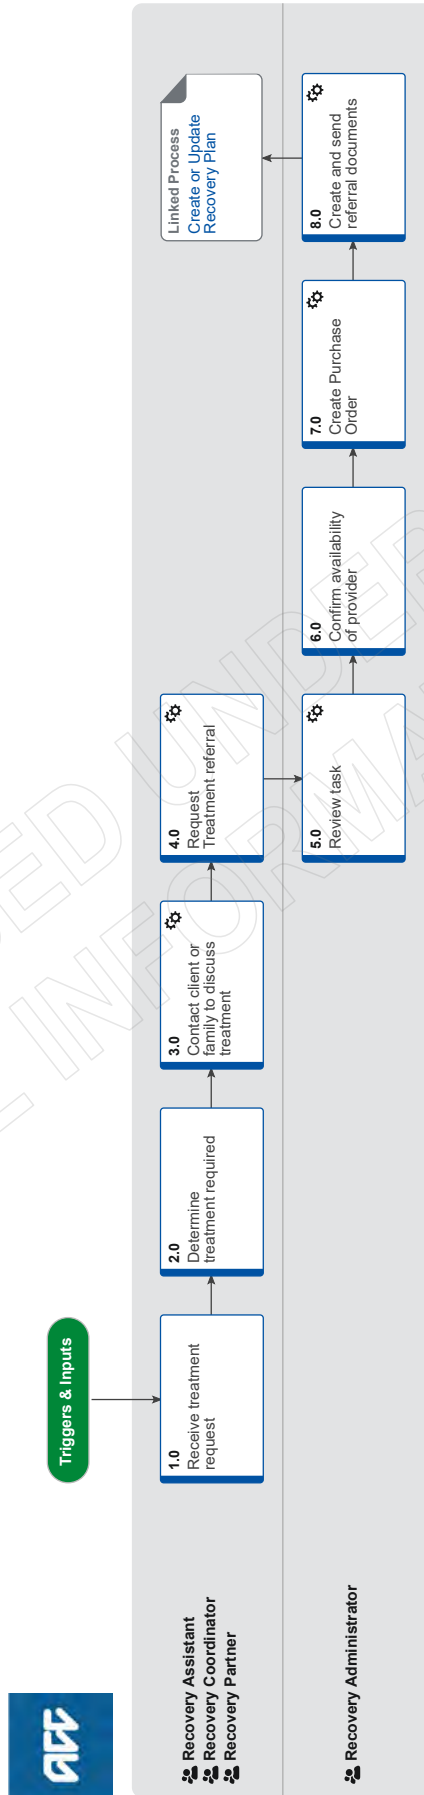 acc
Triggers & Inputs
Recovery Assistant
Recovery Coordinator
Recovery Partner
1.0
Receive treatment
request
2.0
Determine
treatment required
3.0
Contact client or
family to discuss
treatment
4.0
Request
Treatment referral
Linked Process
Create or Update
Recovery Plan
Recovery Administrator
5.0
Review task
6.0
Confirm availability
of provider
7.0
Create Purchase
Order
8.0
Create and send
referral documents